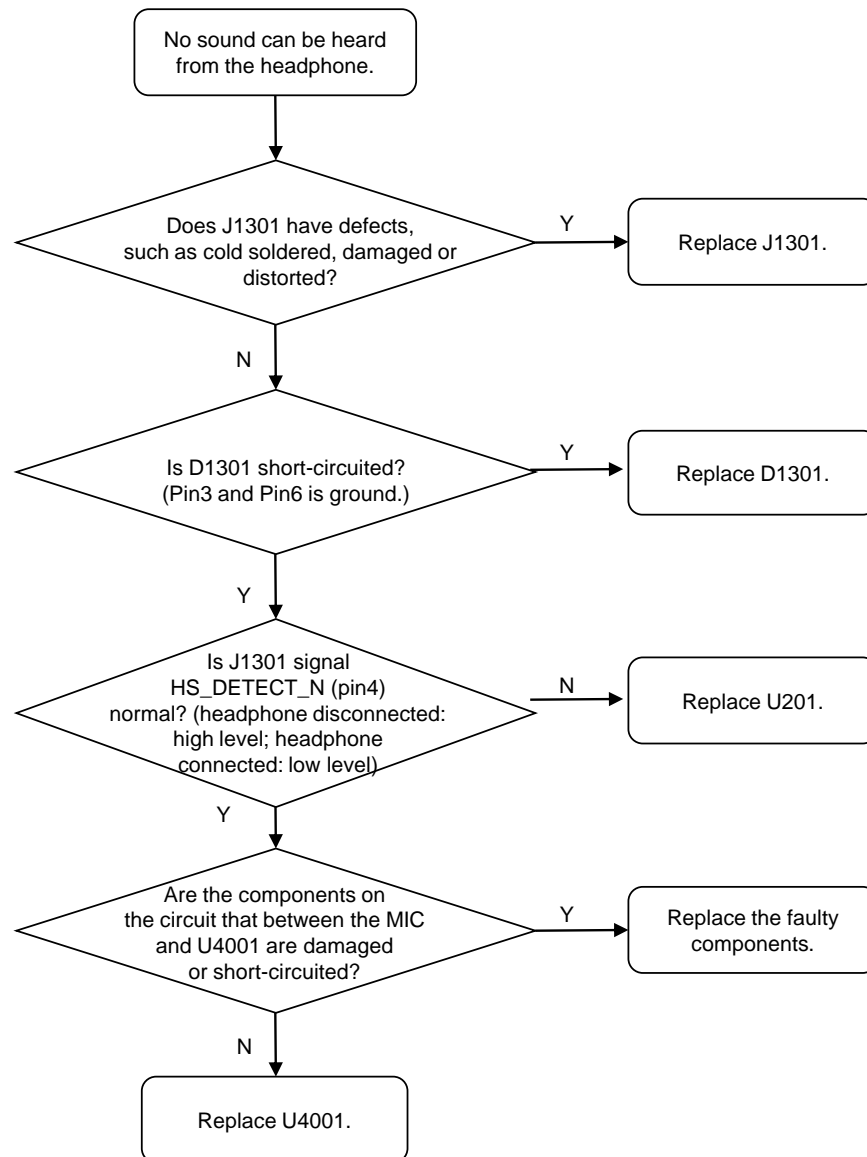 No sound can be heard
from the headphone.
Does J1301 have defects,
such as cold soldered, damaged or
distorted?
Y
Replace J1301.
N
Is D1301 short-circuited?
(Pin3 and Pin6 is ground.)
Y
Replace D1301.
Y
Is J1301 signal
HS_DETECT_N (pin4)
normal? (headphone disconnected:
high level; headphone
connected: low level)
N
Replace U201.
Y
Are the components on
the circuit that between the MIC
and U4001 are damaged
or short-circuited?
Y
Replace the faulty
components.
N
Replace U4001.